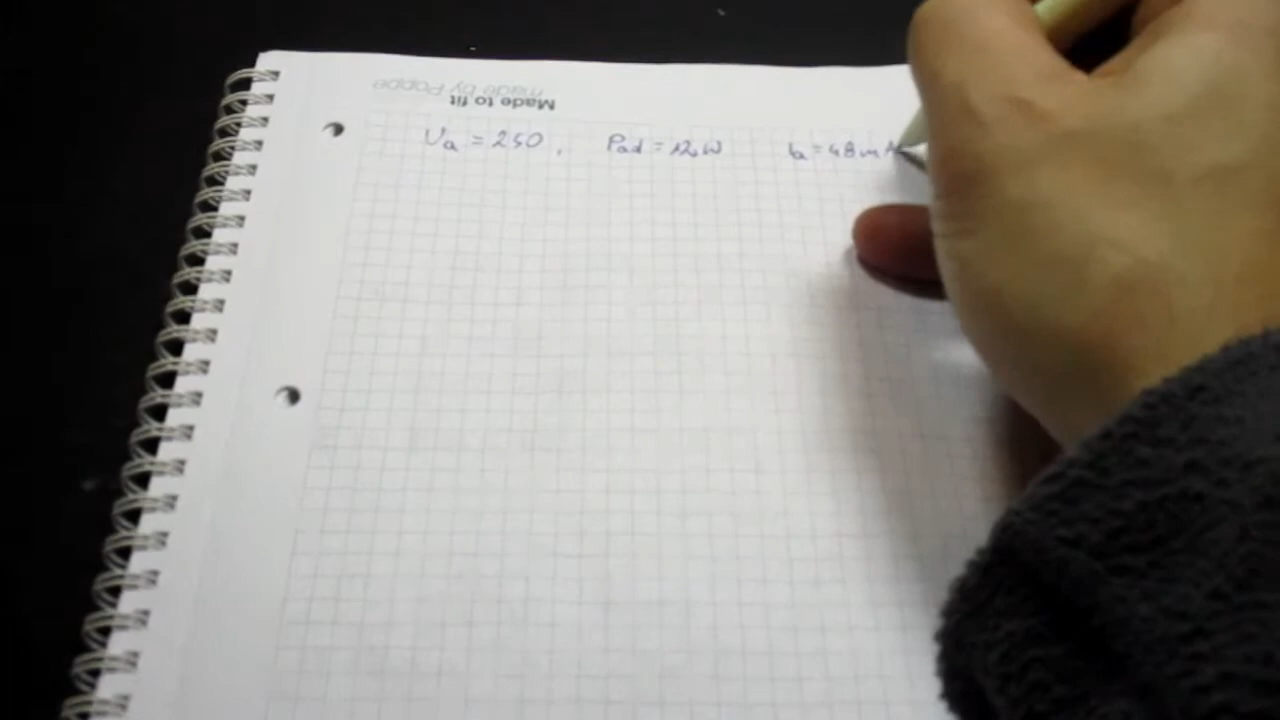 made by Poppe
Made to fit
Ua = 250, Pad = 12W Ia = 48mA